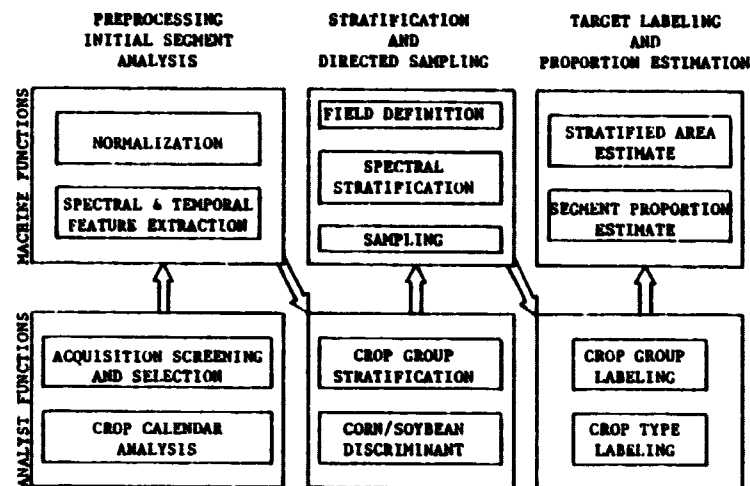 PREPROCESSING
INITIAL SEGMENT
ANALYSIS
STRATIFICATION
AND
DIRECTED SAMPLING
TARGET LABELING
AND
PROPORTION ESTIMATION
MACHINE FUNCTIONS
NORMALIZATION
SPECTRAL & TEMPORAL
FEATURE EXTRACTION
FIELD DEFINITION
SPECTRAL
STRATIFICATION
SAMPLING
STRATIFIED AREA
ESTIMATE
SEGMENT PROPORTION
ESTIMATE
ANALYST FUNCTIONS
ACQUISITION SCREENING
AND SELECTION
CROP CALENDAR
ANALYSIS
CROP GROUP
STRATIFICATION
CORN/SOYBEAN
DISCRIMINANT
CROP GROUP
LABELING
CROP TYPE
LABELING